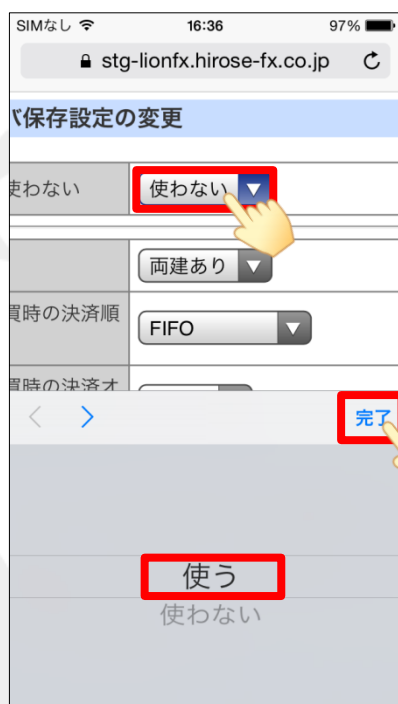 SIMなし 16:36 97%
stg-lionfx.hirose-fx.co.jp
バ保存設定の変更
使わない 使わない
両建あり
買時の決済順 FIFO
買時の決済オ
完了
使う
使わない